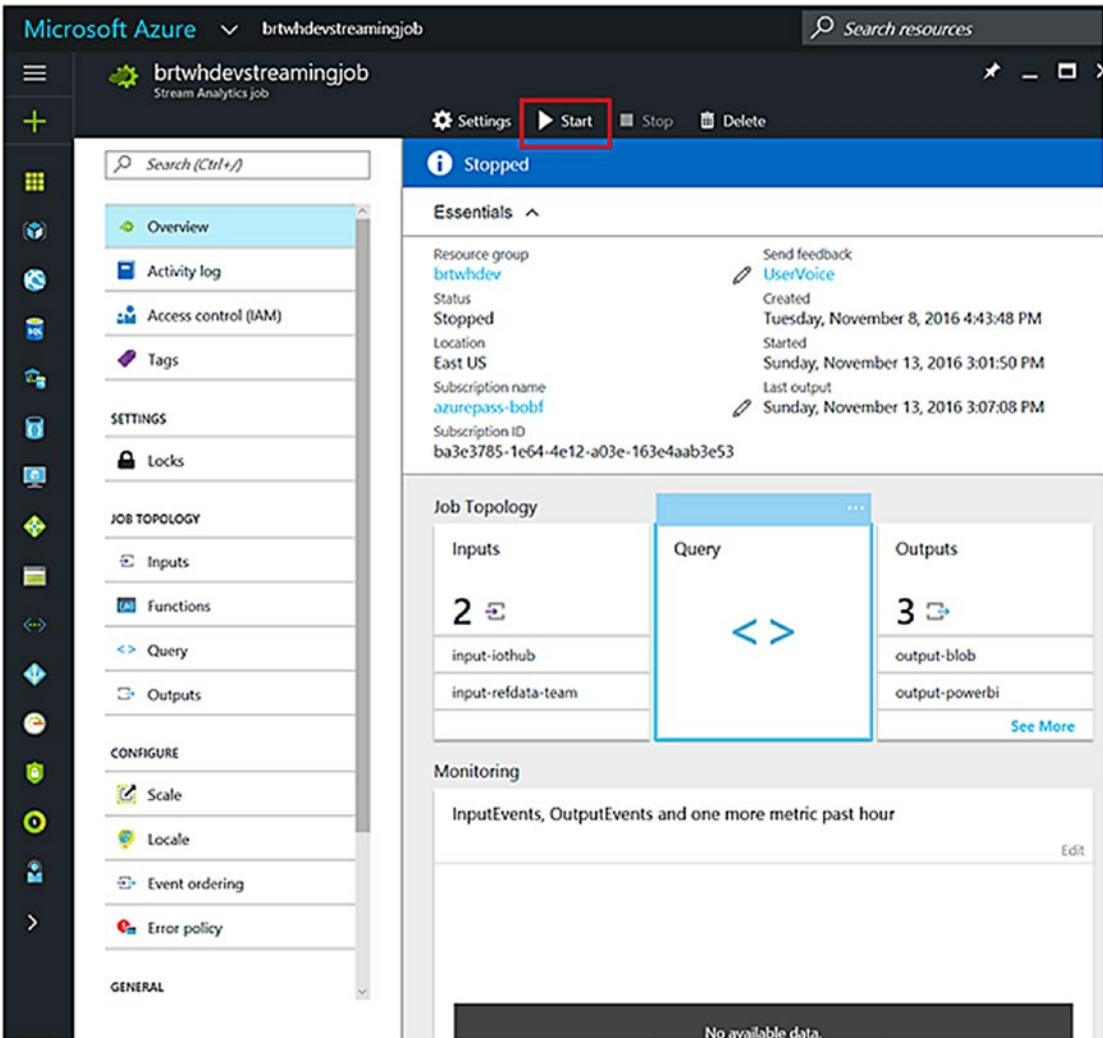 Microsoft Azure brtwhdevstreamingjob Search resources
brtwhdevstreamingjob
Stream Analytics job
Settings Start Stop Delete
Search (Ctrl+/)
Overview
Activity log
Access control (IAM)
Tags
SETTINGS
Locks
JOB TOPOLOGY
Inputs
Functions
Query
Outputs
CONFIGURE
Scale
Locale
Event ordering
Error policy
GENERAL
Stopped
Essentials
Resource group
brtwhdev
Status
Stopped
Location
East US
Subscription name
azurepass-bobf
Subscription ID
ba3e3785-1e64-4e12-a03e-163e4aab3e53
Send feedback
UserVoice
Created
Tuesday, November 8, 2016 4:43:48 PM
Started
Sunday, November 13, 2016 3:01:50 PM
Last output
Sunday, November 13, 2016 3:07:08 PM
Job Topology
Inputs
2
input-iothub
input-refdata-team
Query
< >
Outputs
3
output-blob
output-powerbi
See More
Monitoring
InputEvents, OutputEvents and one more metric past hour
Edit
No available data.